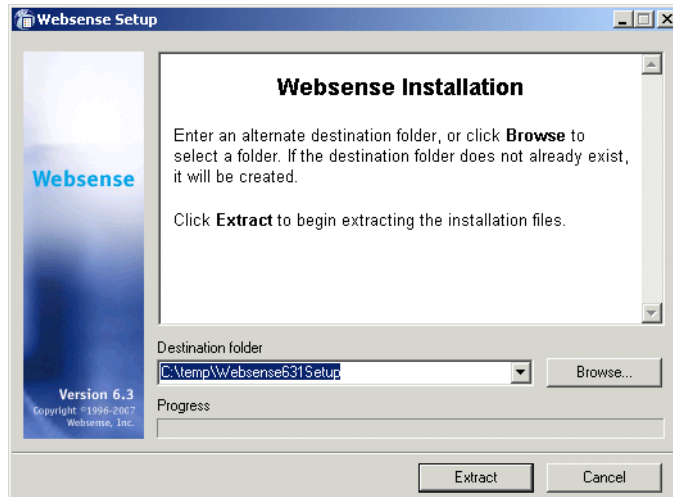 Websense Setup
Websense Installation
Enter an alternate destination folder, or click Browse to
select a folder. If the destination folder does not already exist,
it will be created.
Click Extract to begin extracting the installation files.
Websense
Version 6.3
Copyright ©1996-2007
Websense, Inc.
Destination folder
C:\temp\Websense631Setup
Browse...
Progress
Extract
Cancel